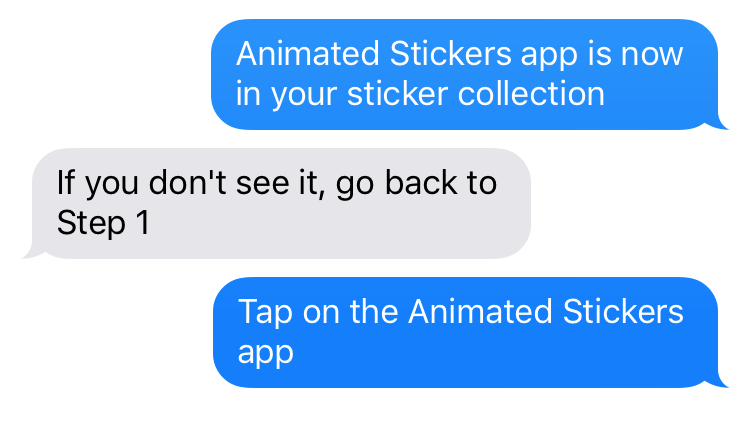 Animated Stickers app is now
in your sticker collection
If you don't see it, go back to
Step 1
Tap on the Animated Stickers
app